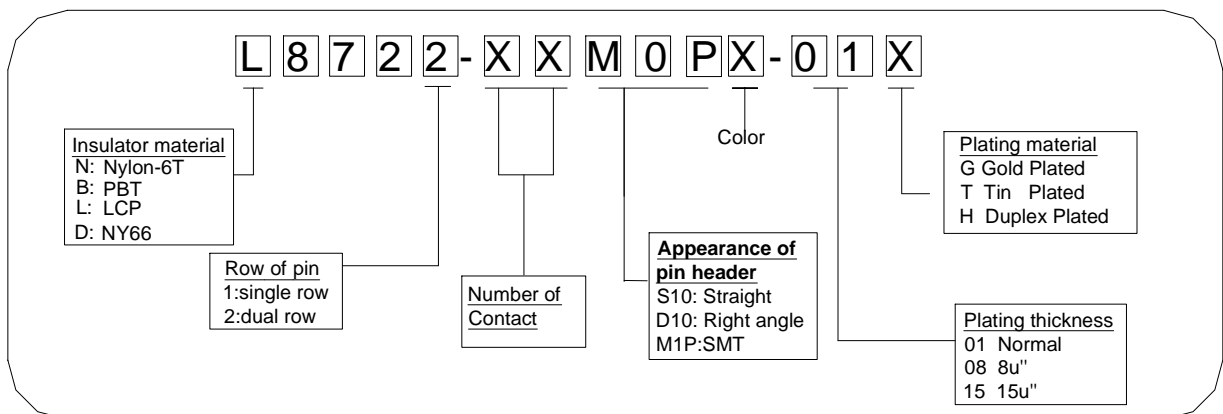 L8722-XXM0PX-01X
Color
Insulator material
N: Nylon-6T
B: PBT
L: LCP
D: NY66
Row of pin
1:single row
2:dual row
Number of
Contact
Appearance of
pin header
S10: Straight
D10: Right angle
M1P:SMT
Plating material
G Gold Plated
T Tin Plated
H Duplex Plated
Plating thickness
01 Normal
08 8u"
15 15u"